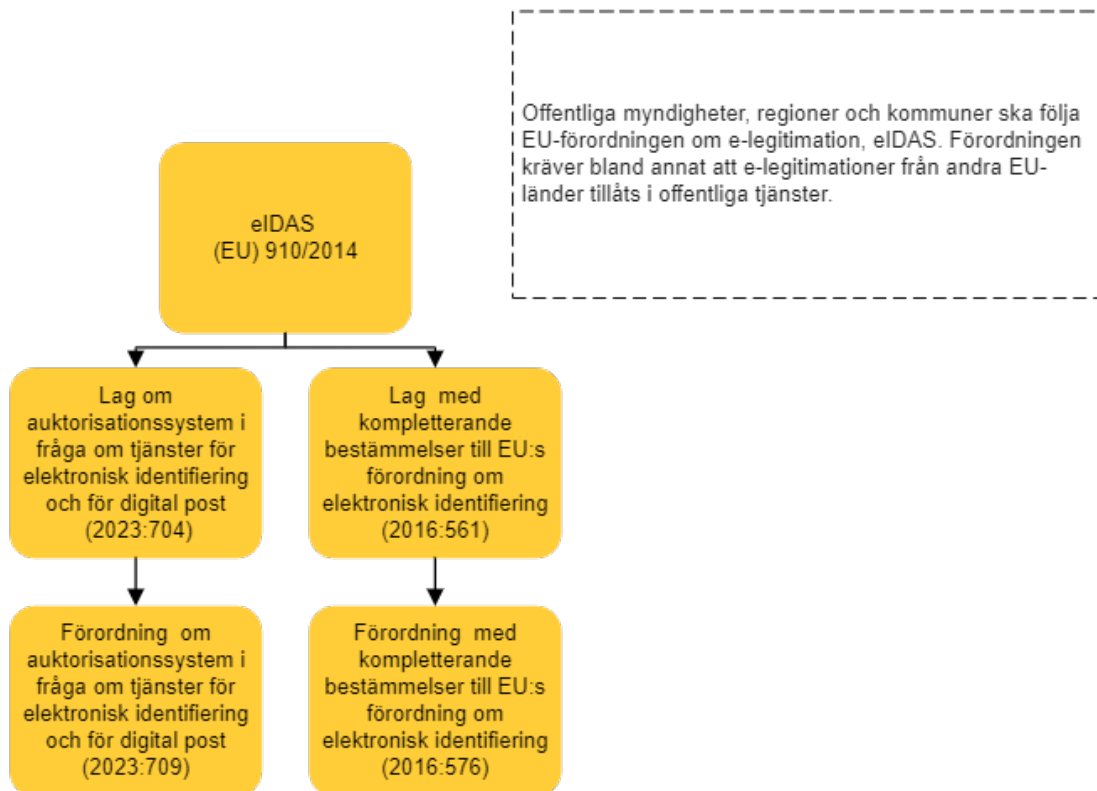 Offentliga myndigheter, regioner och kommuner ska följa
EU-förordningen om e-legitimation, eIDAS. Förordningen
kräver bland annat att e-legitimationer från andra EU-
länder tillåts i offentliga tjänster.
eIDAS
(EU) 910/2014
Lag om
auktorisationssystem i
fråga om tjänster för
elektronisk identifiering
och för digital post
(2023:704)
Lag med
kompletterande
bestämmelser till EU:s
förordning om
elektronisk identifiering
(2016:561)
Förordning om
auktorisationssystem i
fråga om tjänster för
elektronisk identifiering
och för digital post
(2023:709)
Förordning med
kompletterande
bestämmelser till EU:s
förordning om
elektronisk identifiering
(2016:576)